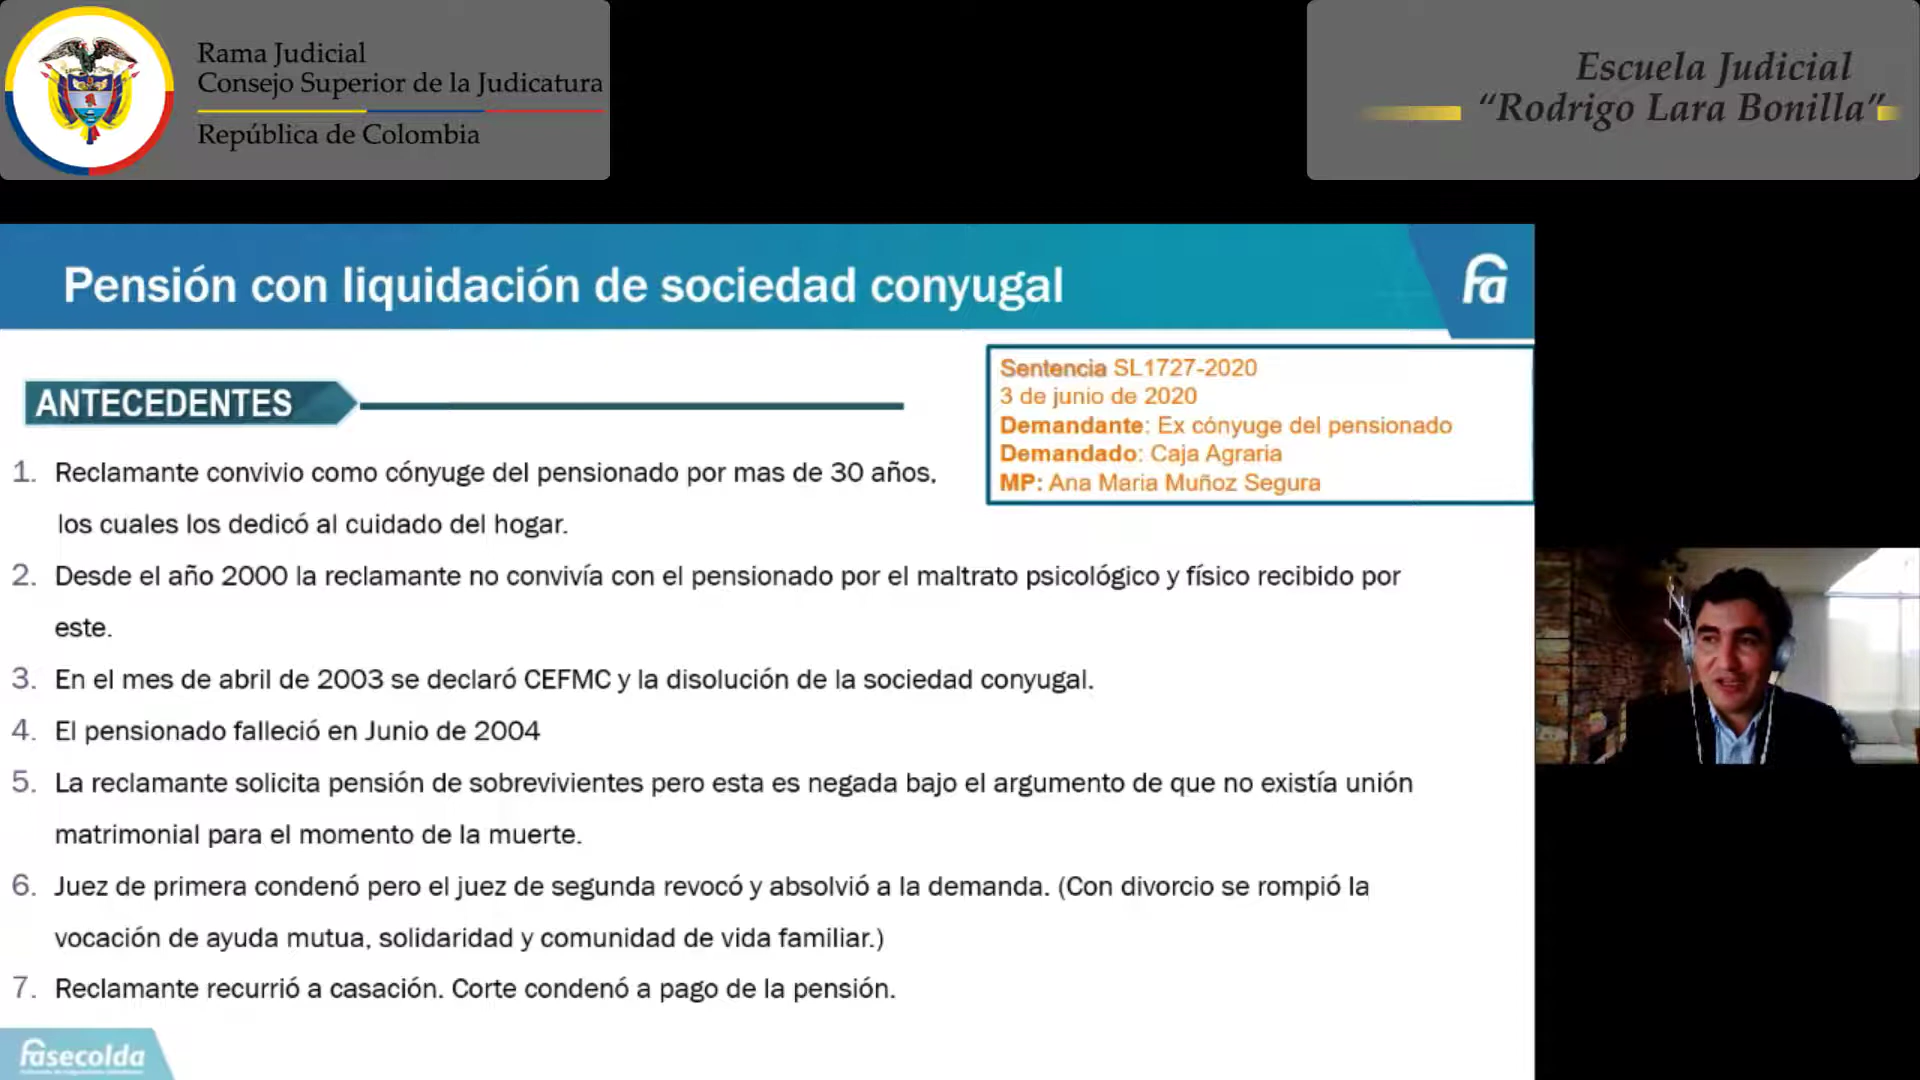 Rama Judicial
Consejo Superior de la Judicatura
República de Colombia
Escuela Judicial
“Rodrigo Lara Bonilla”
Pensión con liquidación de sociedad conyugal
fa
ANTECEDENTES
Sentencia SL1727-2020
3 de junio de 2020
Demandante: Ex cónyuge del pensionado
Demandado: Caja Agraria
MP: Ana Maria Muñoz Segura
1. Reclamante convivio como cónyuge del pensionado por mas de 30 años,
los cuales los dedicó al cuidado del hogar.
2. Desde el año 2000 la reclamante no convivía con el pensionado por el maltrato psicológico y físico recibido por
este.
3. En el mes de abril de 2003 se declaró CEFMC y la disolución de la sociedad conyugal.
4. El pensionado falleció en Junio de 2004
5. La reclamante solicita pensión de sobrevivientes pero esta es negada bajo el argumento de que no existía unión
matrimonial para el momento de la muerte.
6. Juez de primera condenó pero el juez de segunda revocó y absolvió a la demanda. (Con divorcio se rompió la
vocación de ayuda mutua, solidaridad y comunidad de vida familiar.)
7. Reclamante recurrió a casación. Corte condenó a pago de la pensión.
fasecolda